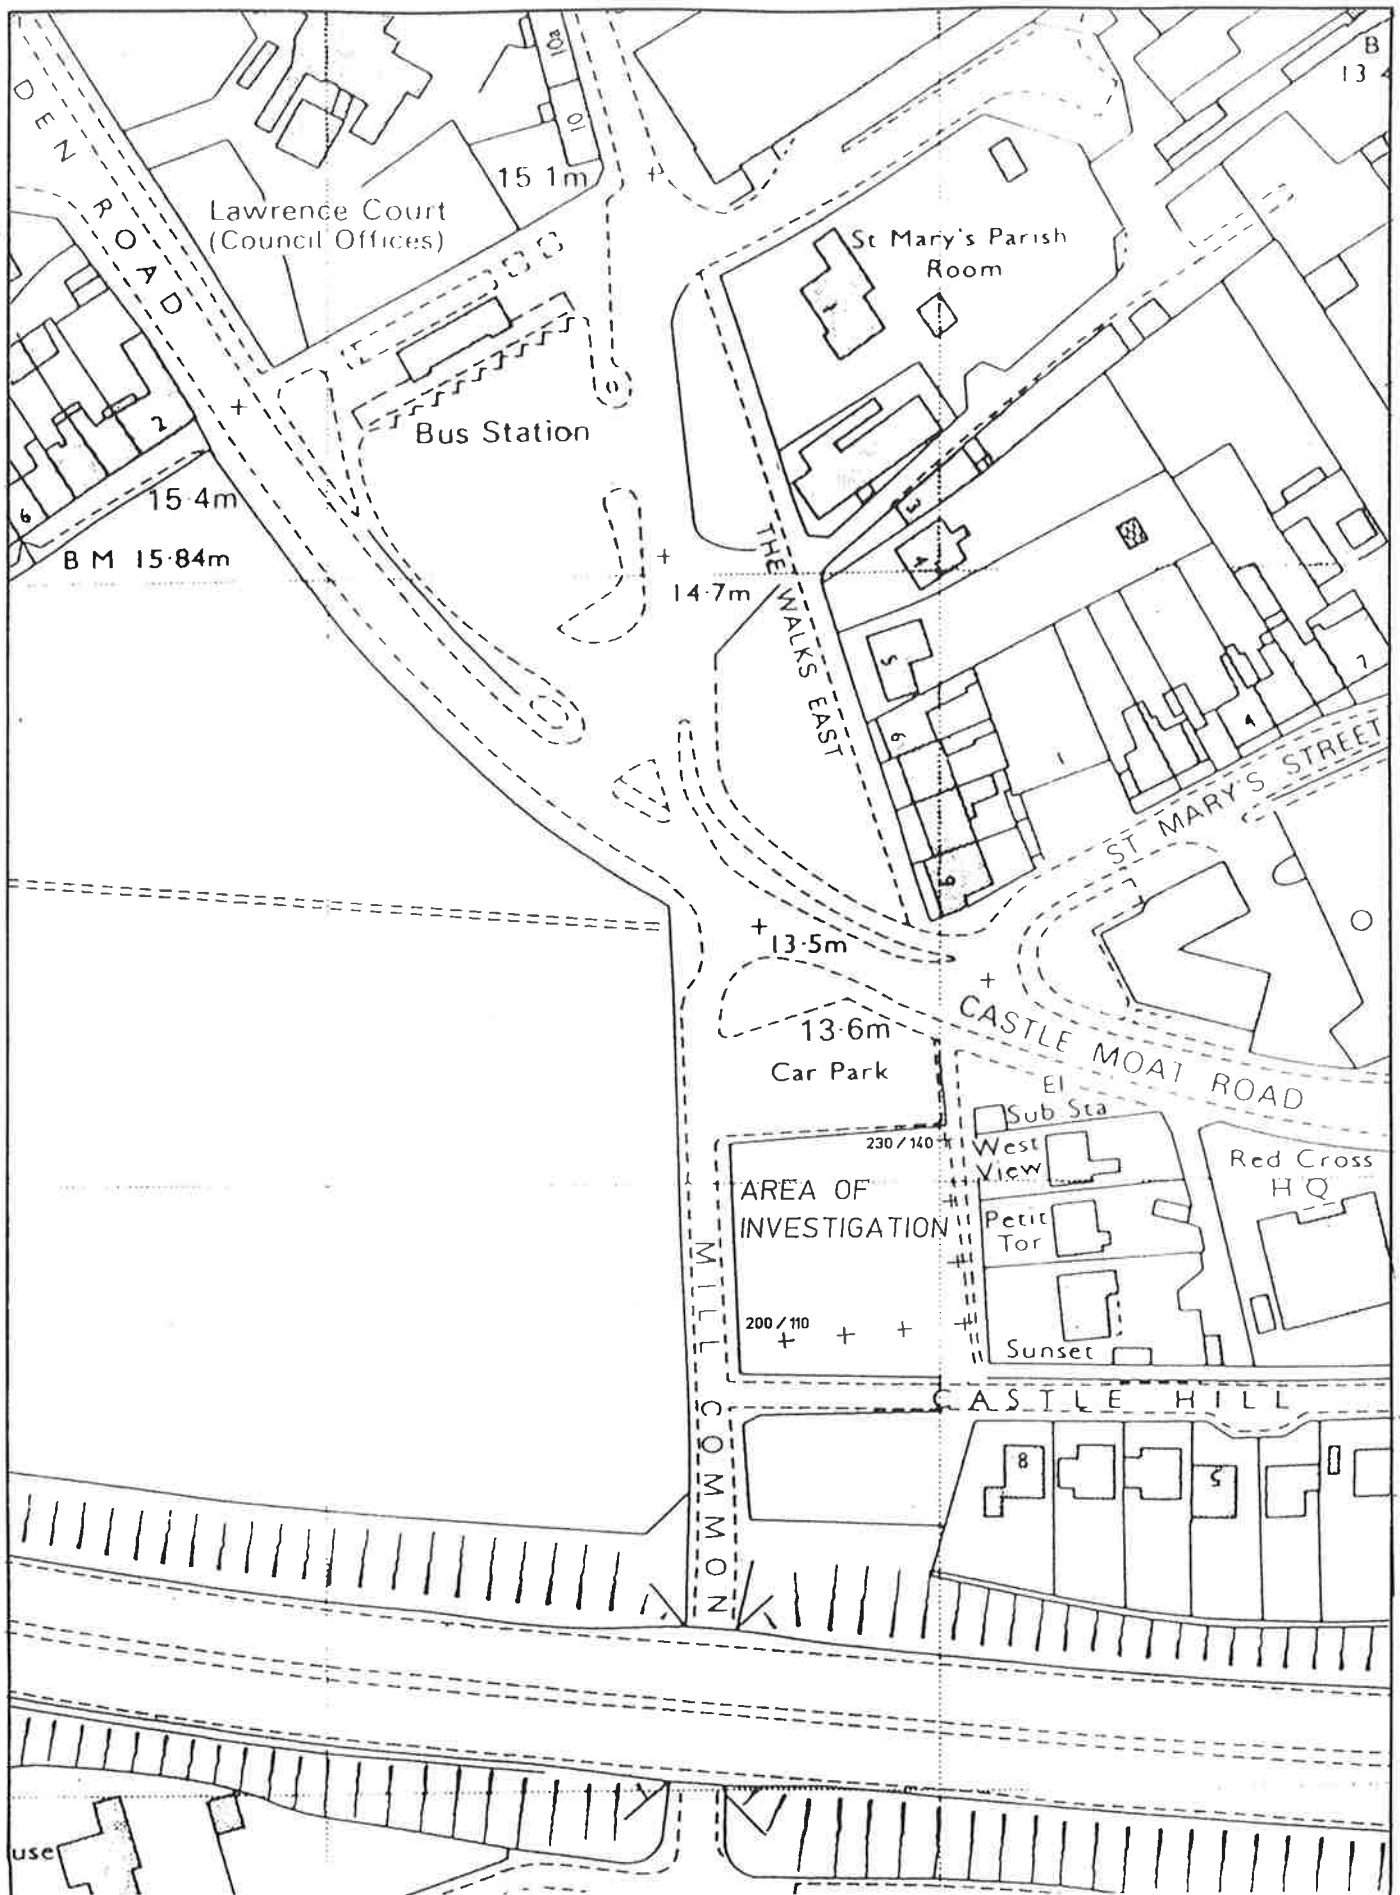 B
13
10a
10
DEN ROAD
15 1m
Lawrence Court
(Council Offices)
St Mary's Parish
Room
1
2
6
Bus Station
15·4m
B M 15·84m
3
4
14·7m
THE WALKS EAST
5
6
9
1
4
7
ST MARY'S STREET
13·5m
13·6m
Car Park
CASTLE MOAT ROAD
El
Sub Sta
230 / 140
West
View
Red Cross
H Q
AREA OF
INVESTIGATION
Petit
Tor
200 / 110
Sunset
MILL COMMON
CASTLE HILL
8
5
use